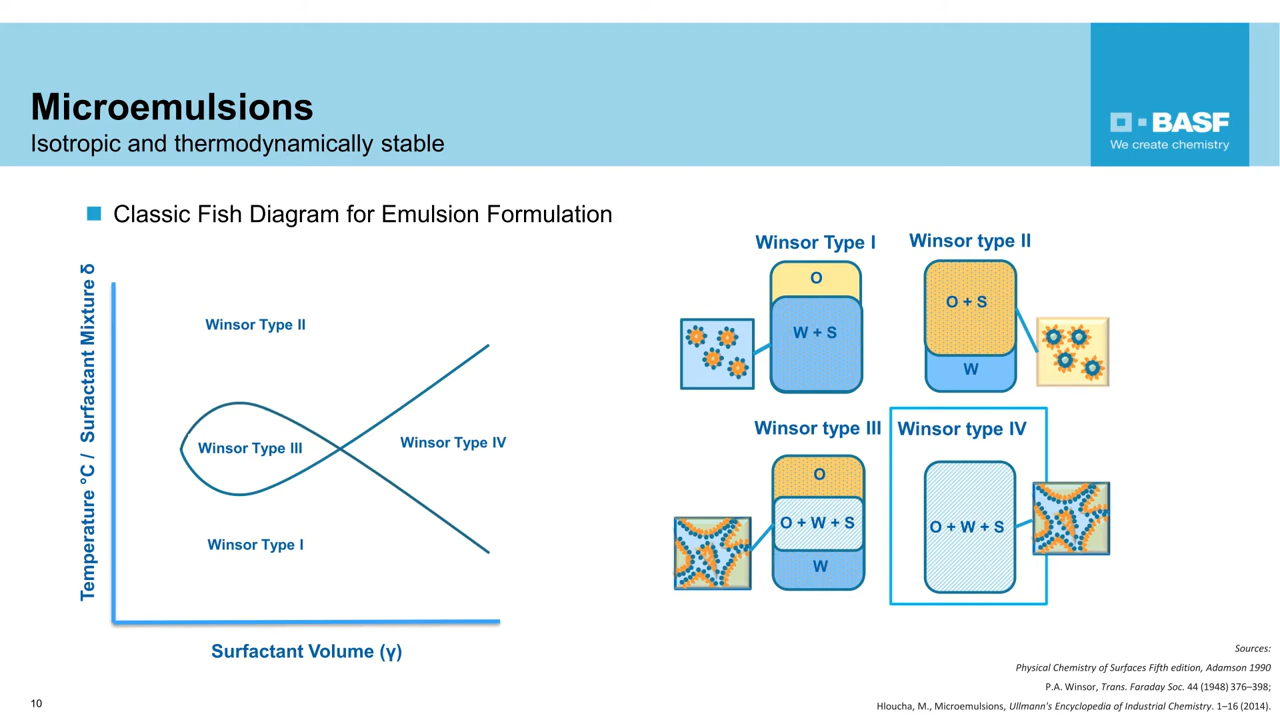 Microemulsions
Isotropic and thermodynamically stable
BASF
We create chemistry
Classic Fish Diagram for Emulsion Formulation
Temperature °C / Surfactant Mixture δ
Winsor Type II
Winsor Type III
Winsor Type IV
Winsor Type I
Surfactant Volume (γ)
Winsor Type I
O
W + S
Winsor type II
O + S
W
Winsor type III
O
O + W + S
W
Winsor type IV
O + W + S
Sources:
Physical Chemistry of Surfaces Fifth edition, Adamson 1990
P.A. Winsor, Trans. Faraday Soc. 44 (1948) 376–398;
Hloucha, M., Microemulsions, Ullmann's Encyclopedia of Industrial Chemistry. 1–16 (2014).
10